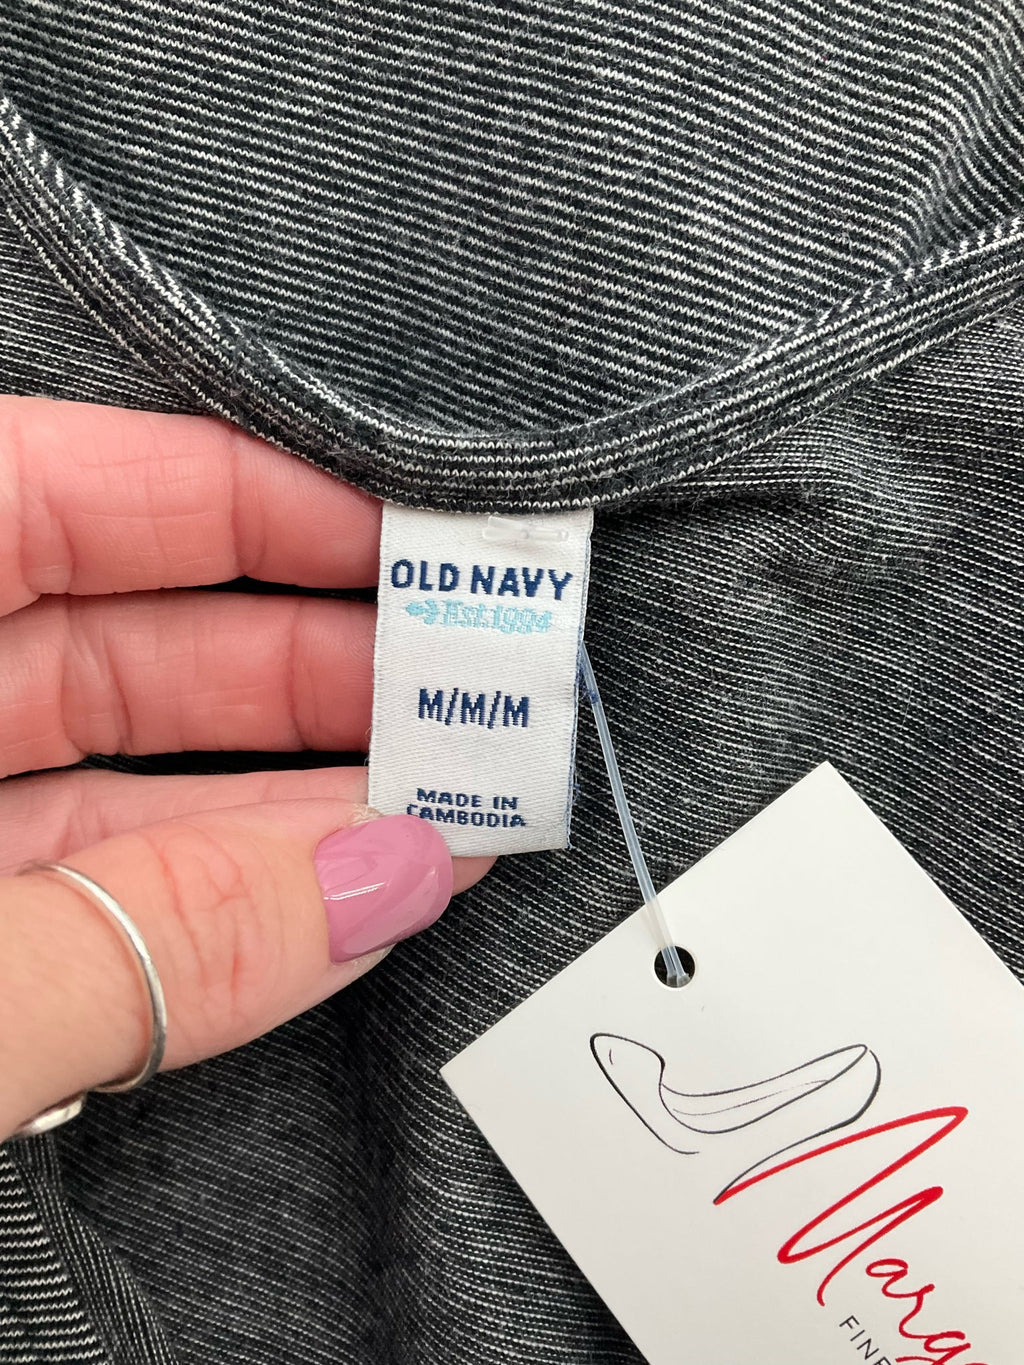 OLD NAVY
Est. 1994
M/M/M
MADE IN
CAMBODIA